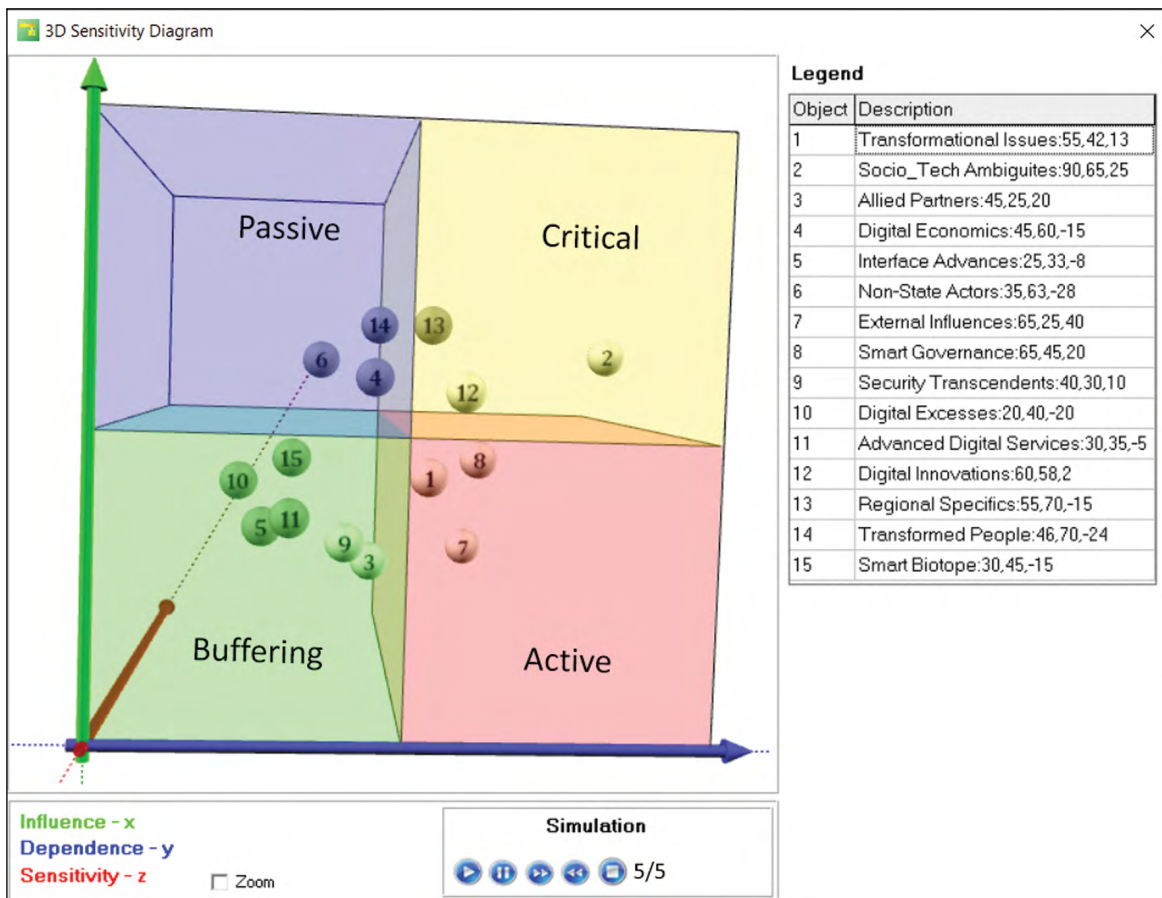 3D Sensitivity Diagram
Passive
Critical
14
13
6
2
4
12
15
8
10
1
5
11
9
7
3
Buffering
Active
Legend
Object Description
1 Transformational Issues:55,42,13
2 Socio_Tech Ambiguites:90,65,25
3 Allied Partners:45,25,20
4 Digital Economics:45,60,-15
5 Interface Advances:25,33,-8
6 Non-State Actors:35,63,-28
7 External Influences:65,25,40
8 Smart Governance:65,45,20
9 Security Transcendents:40,30,10
10 Digital Excesses:20,40,-20
11 Advanced Digital Services:30,35,-5
12 Digital Innovations:60,58,2
13 Regional Specifics:55,70,-15
14 Transformed People:46,70,-24
15 Smart Biotope:30,45,-15
Influence - x
Dependence - y
Sensitivity - z
Zoom
Simulation
5/5